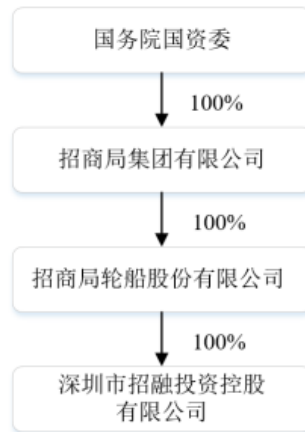 国务院国资委
100%
招商局集团有限公司
100%
招商局轮船股份有限公司
100%
深圳市招融投资控股
有限公司